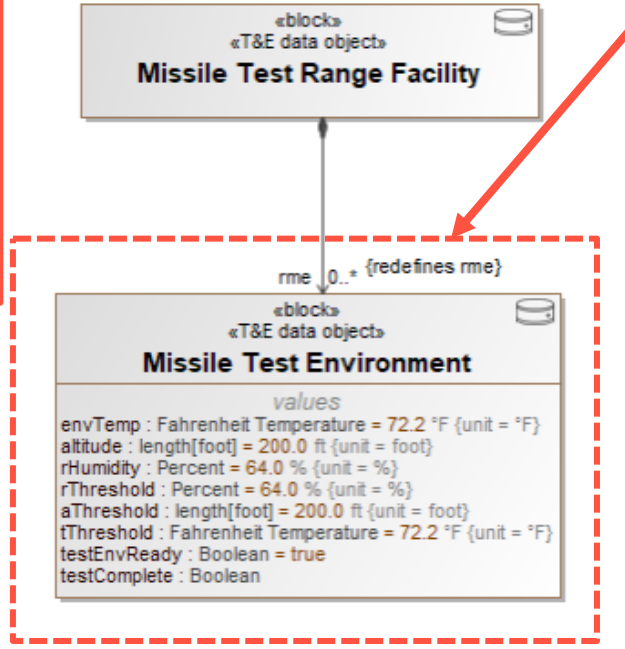 «block»
«T&E data object»
Missile Test Range Facility
rme 0..* {redefines rme}
«block»
«T&E data object»
Missile Test Environment
values
envTemp : Fahrenheit Temperature = 72.2 °F {unit = °F}
altitude : length[foot] = 200.0 ft {unit = foot}
rHumidity : Percent = 64.0 % {unit = %}
rThreshold : Percent = 64.0 % {unit = %}
aThreshold : length[foot] = 200.0 ft {unit = foot}
tThreshold : Fahrenheit Temperature = 72.2 °F {unit = °F}
testEnvReady : Boolean = true
testComplete : Boolean